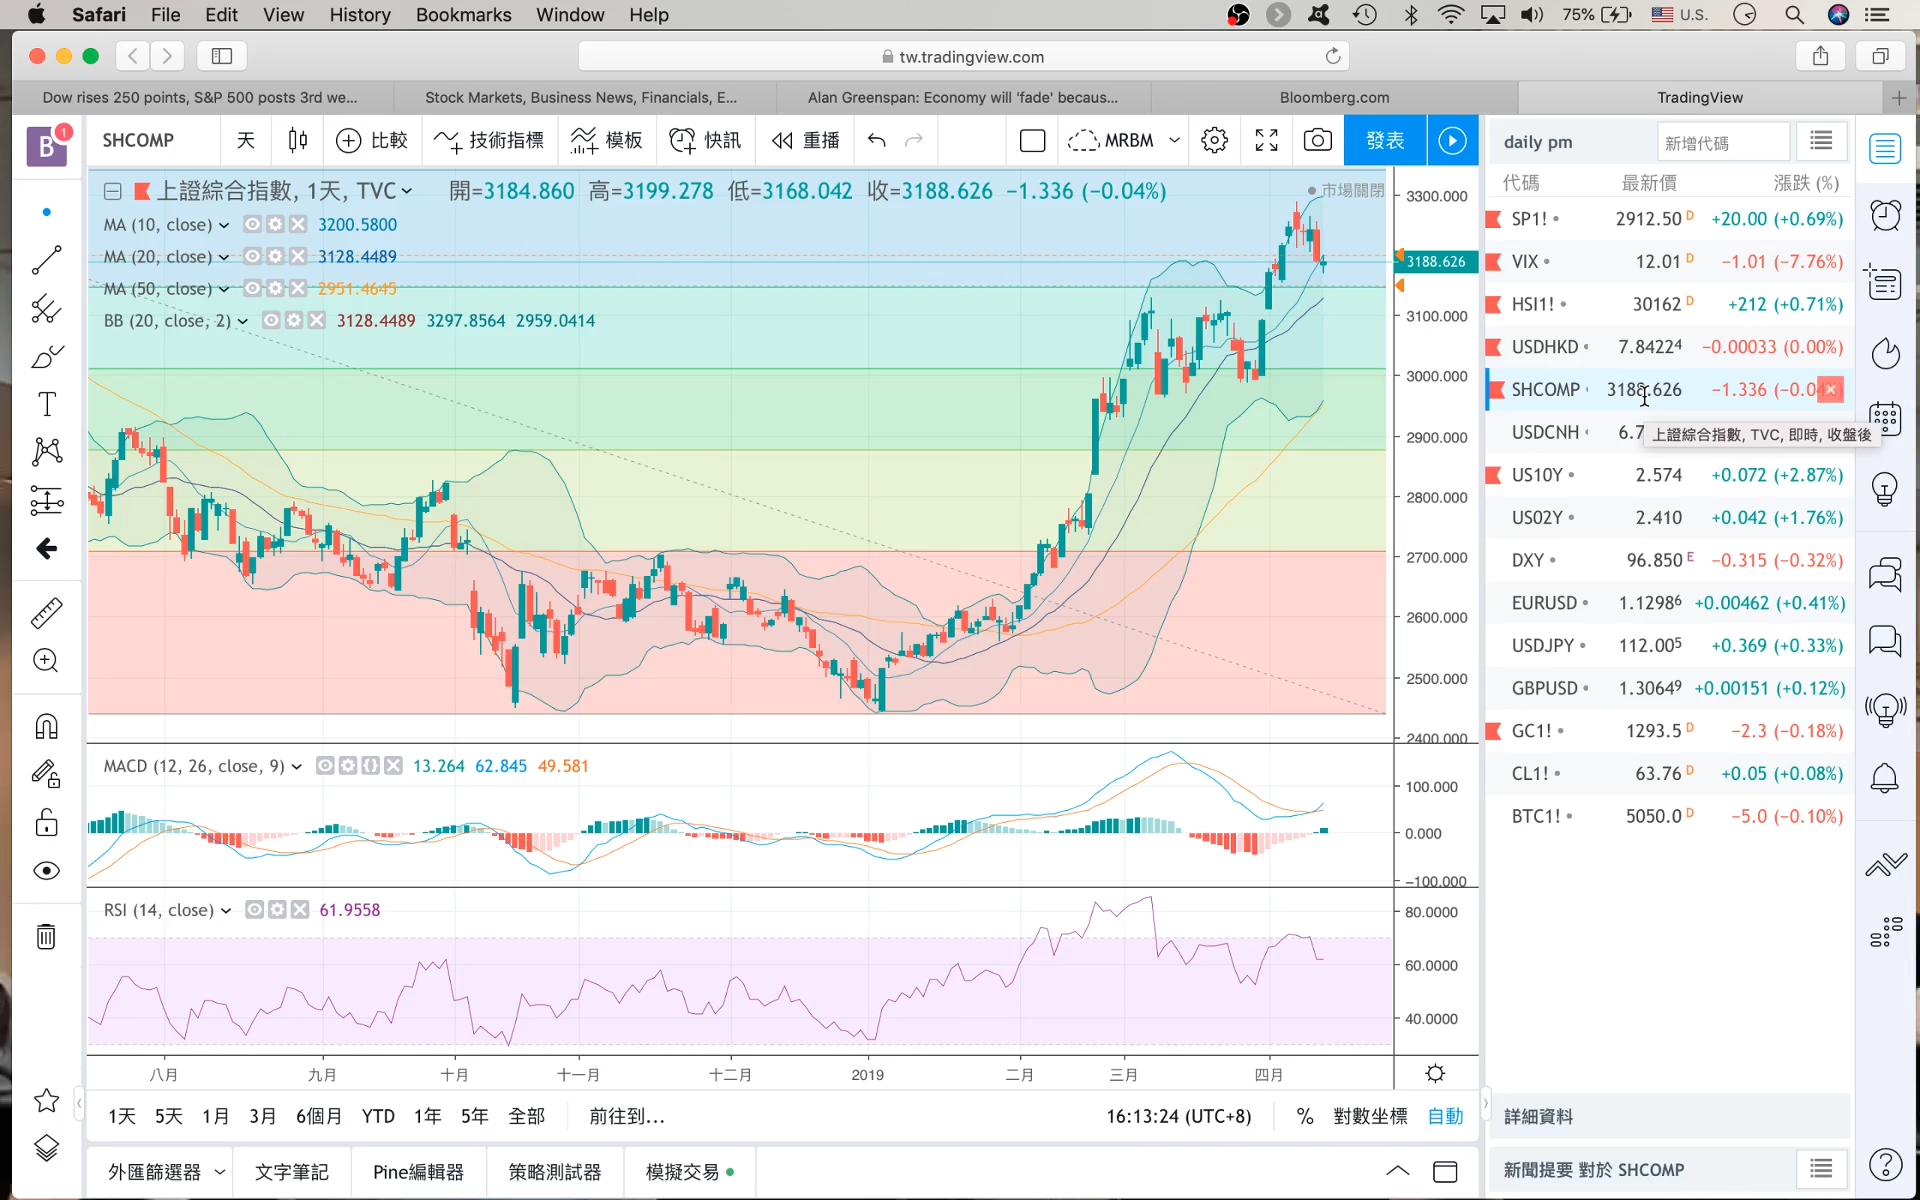 Safari File Edit View History Bookmarks Window Help 75% U.S.
tw.tradingview.com
Dow rises 250 points, S&P 500 posts 3rd we... Stock Markets, Business News, Financials, E... Alan Greenspan: Economy will 'fade' becaus... Bloomberg.com TradingView
B 1 SHCOMP 天 比較 技術指標 模板 快訊 重播 MRBM 發表
上證綜合指數, 1天, TVC 開=3184.860 高=3199.278 低=3168.042 收=3188.626 −1.336 (−0.04%) 市場關閉
MA (10, close) 3200.5800
MA (20, close) 3128.4489
MA (50, close) 2951.4645
BB (20, close, 2) 3128.4489 3297.8564 2959.0414
3300.000
3188.626
3100.000
3000.000
2900.000
2800.000
2700.000
2600.000
2500.000
2400.000
MACD (12, 26, close, 9) 13.264 62.845 49.581
100.000
0.000
−100.000
RSI (14, close) 61.9558
80.0000
60.0000
40.0000
八月 九月 十月 十一月 十二月 2019 二月 三月 四月
1天 5天 1月 3月 6個月 YTD 1年 5年 全部 前往到... 16:13:24 (UTC+8) % 對數坐標 自動
外匯篩選器 文字筆記 Pine編輯器 策略測試器 模擬交易
daily pm 新增代碼
代碼 最新價 漲跌 (%)
SP1! 2912.50 D +20.00 (+0.69%)
VIX 12.01 D −1.01 (−7.76%)
HSI1! 30162 D +212 (+0.71%)
USDHKD 7.84224 −0.00033 (0.00%)
SHCOMP 3188.626 −1.336 (−0.04
USDCNH 6.7
上證綜合指數, TVC, 即時, 收盤後
US10Y 2.574 +0.072 (+2.87%)
US02Y 2.410 +0.042 (+1.76%)
DXY 96.850 E −0.315 (−0.32%)
EURUSD 1.12986 +0.00462 (+0.41%)
USDJPY 112.005 +0.369 (+0.33%)
GBPUSD 1.30649 +0.00151 (+0.12%)
GC1! 1293.5 D −2.3 (−0.18%)
CL1! 63.76 D +0.05 (+0.08%)
BTC1! 5050.0 D −5.0 (−0.10%)
詳細資料
新聞提要 對於 SHCOMP